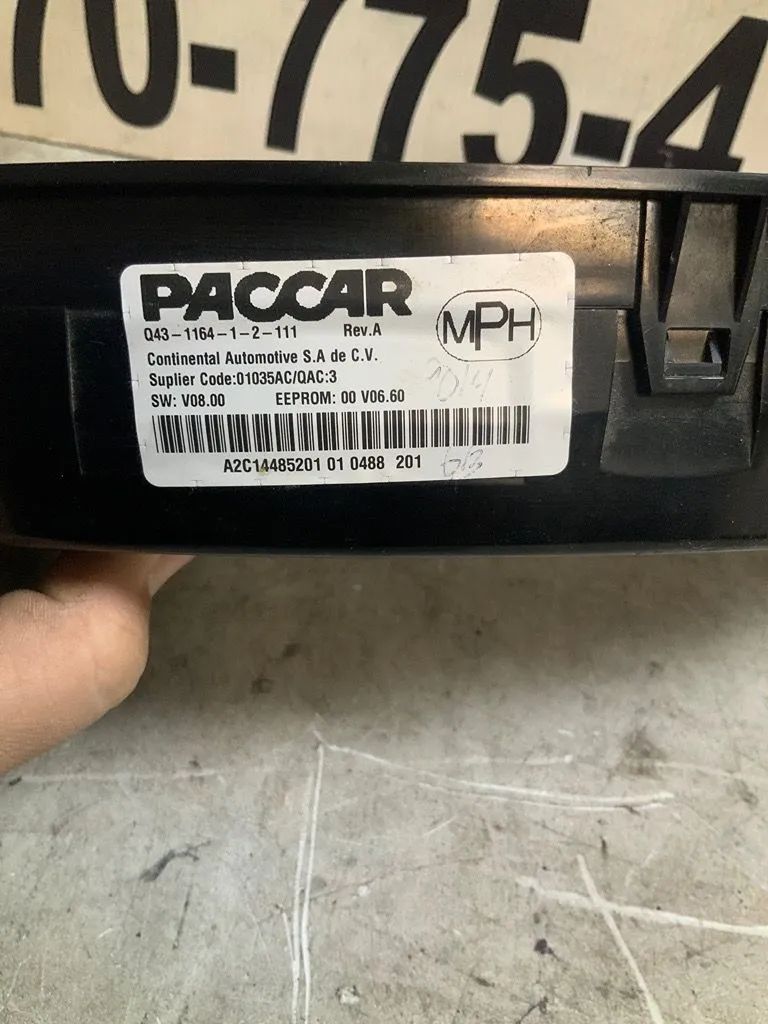 70-775-4
PACCAR
Q43-1164-1-2-111 Rev.A
MPH
Continental Automotive S.A de C.V.
Suplier Code:01035AC/QAC:3
SW: V08.00 EEPROM: 00 V06.60
A2C14485201 01 0488 201